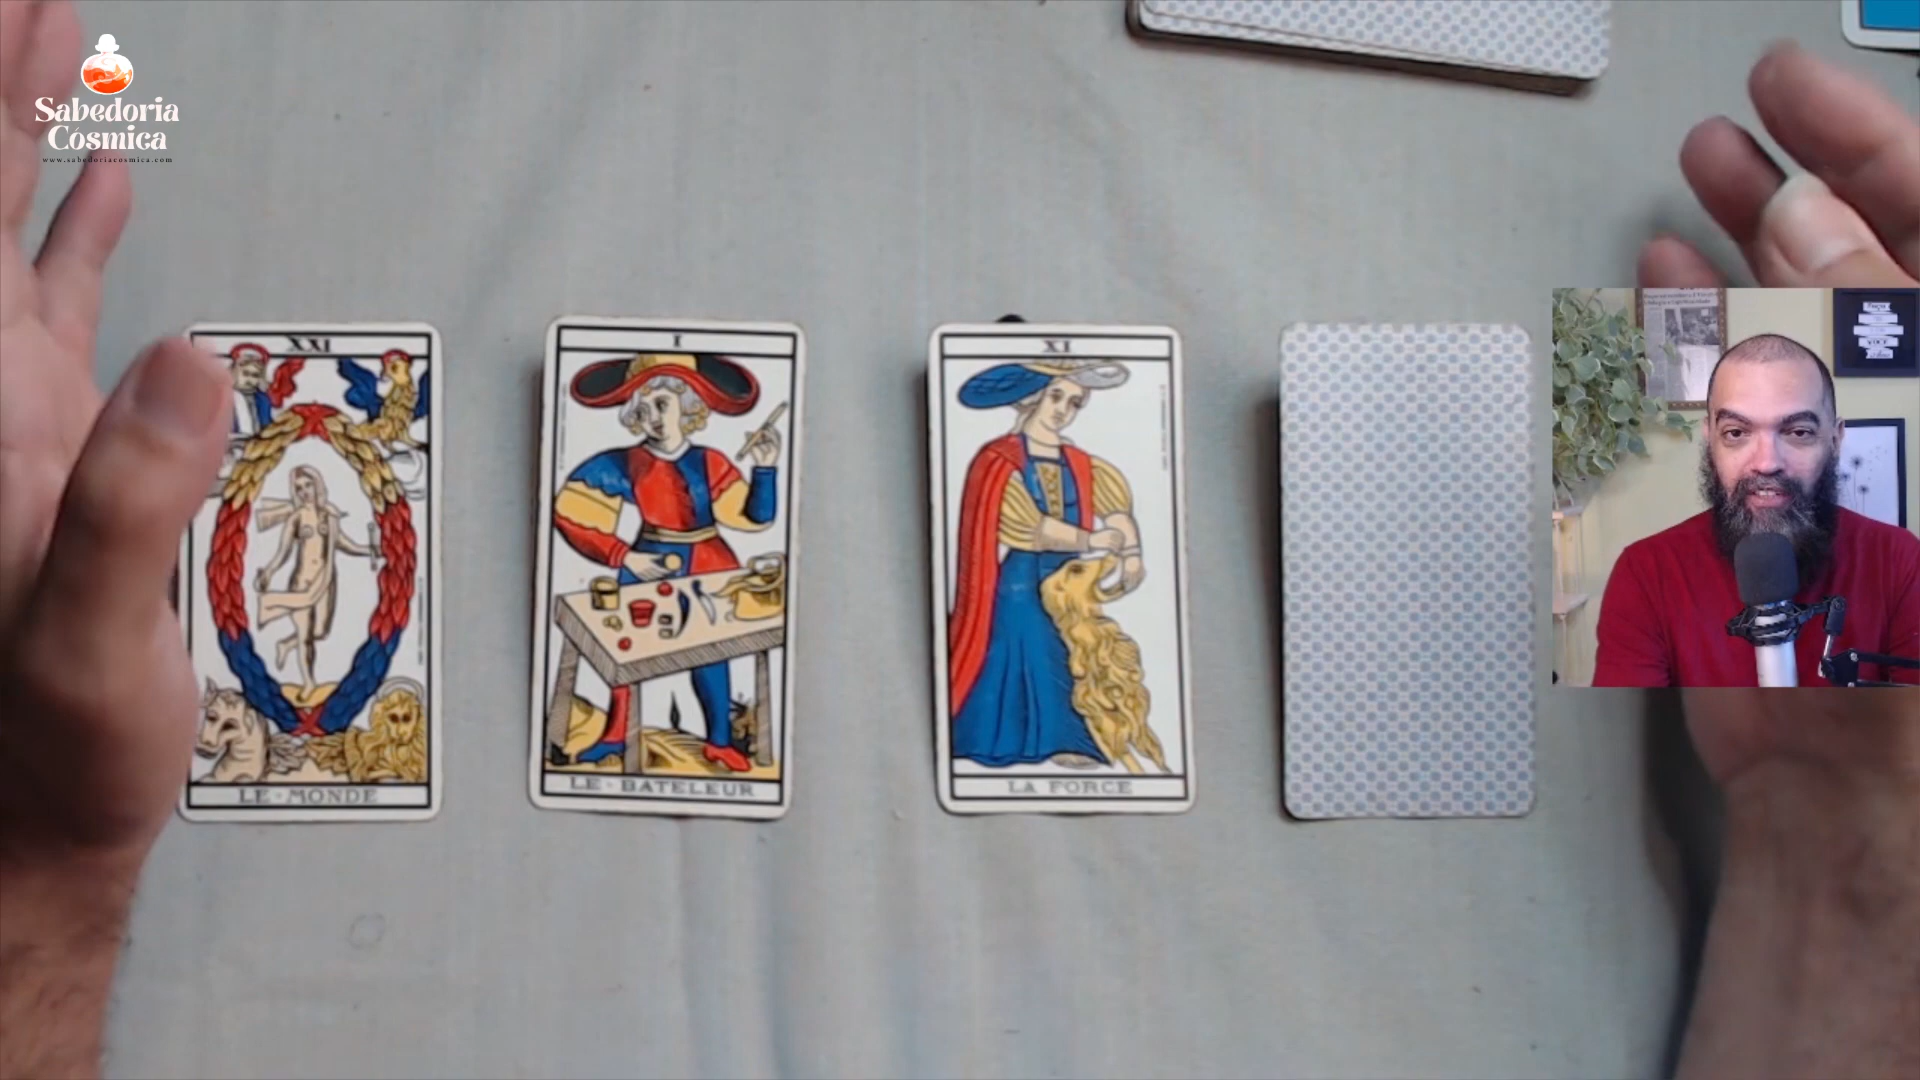 Sabedoria
Cósmica
www.sabedoriacosmica.com
XXI
I
XI
LE·MONDE
LE·BATELEUR
LA FORCE